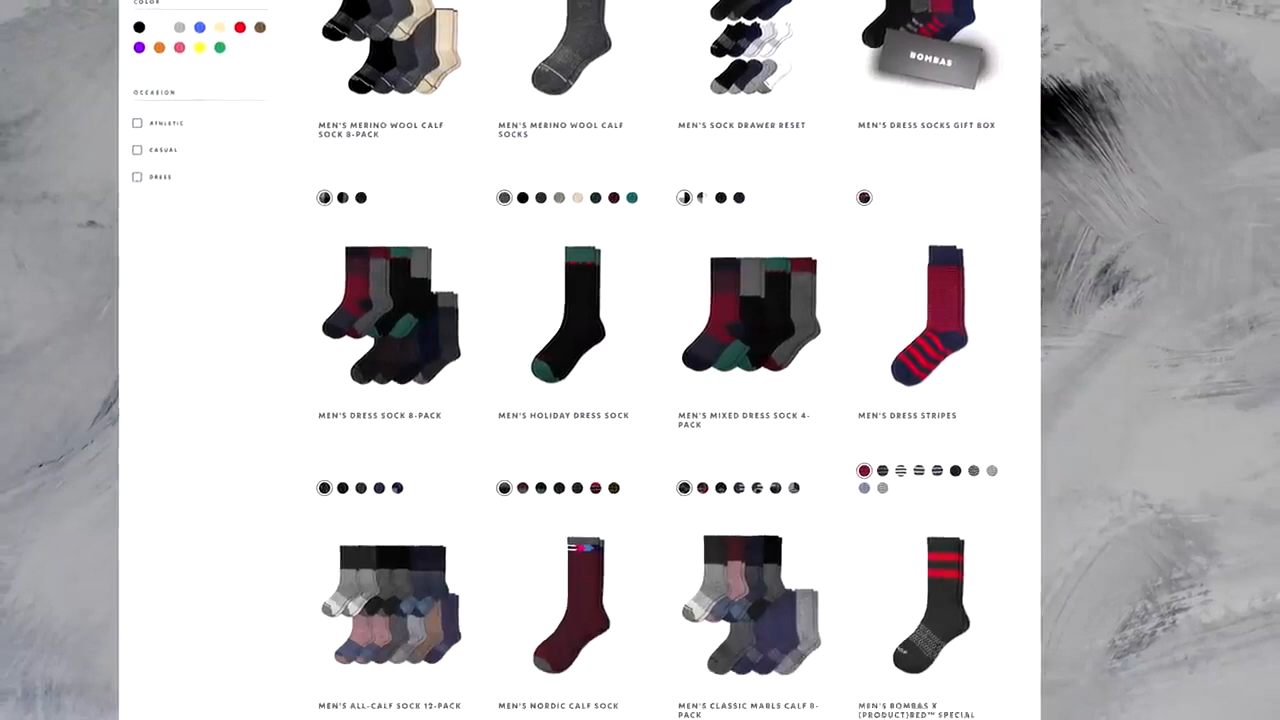 COLOR
BOMBAS
OCCASION
ATHLETIC
CASUAL
DRESS
MEN'S MERINO WOOL CALF
SOCK 8-PACK
MEN'S MERINO WOOL CALF
SOCKS
MEN'S SOCK DRAWER RESET
MEN'S DRESS SOCKS GIFT BOX
MEN'S DRESS SOCK 8-PACK
MEN'S HOLIDAY DRESS SOCK
MEN'S MIXED DRESS SOCK 4-
PACK
MEN'S DRESS STRIPES
MEN'S ALL-CALF SOCK 12-PACK
MEN'S NORDIC CALF SOCK
MEN'S CLASSIC MARLS CALF 8-
PACK
MEN'S BOMBAS X
(PRODUCT)RED™ SPECIAL